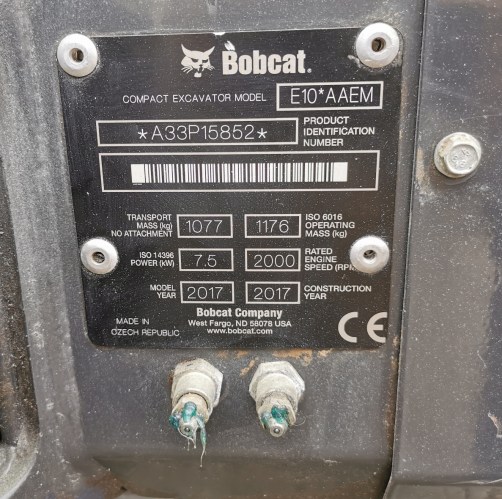 Bobcat.
COMPACT EXCAVATOR MODEL E10*AAEM
*A33P15852* PRODUCT IDENTIFICATION NUMBER
TRANSPORT MASS (kg) NO ATTACHMENT 1077 1176 ISO 6016 OPERATING MASS (kg)
ISO 14396 POWER (kW) 7.5 2000 RATED ENGINE SPEED (RPM)
MODEL YEAR 2017 2017 CONSTRUCTION YEAR
Bobcat Company
MADE IN CZECH REPUBLIC
West Fargo, ND 58078 USA
www.bobcat.com
CE